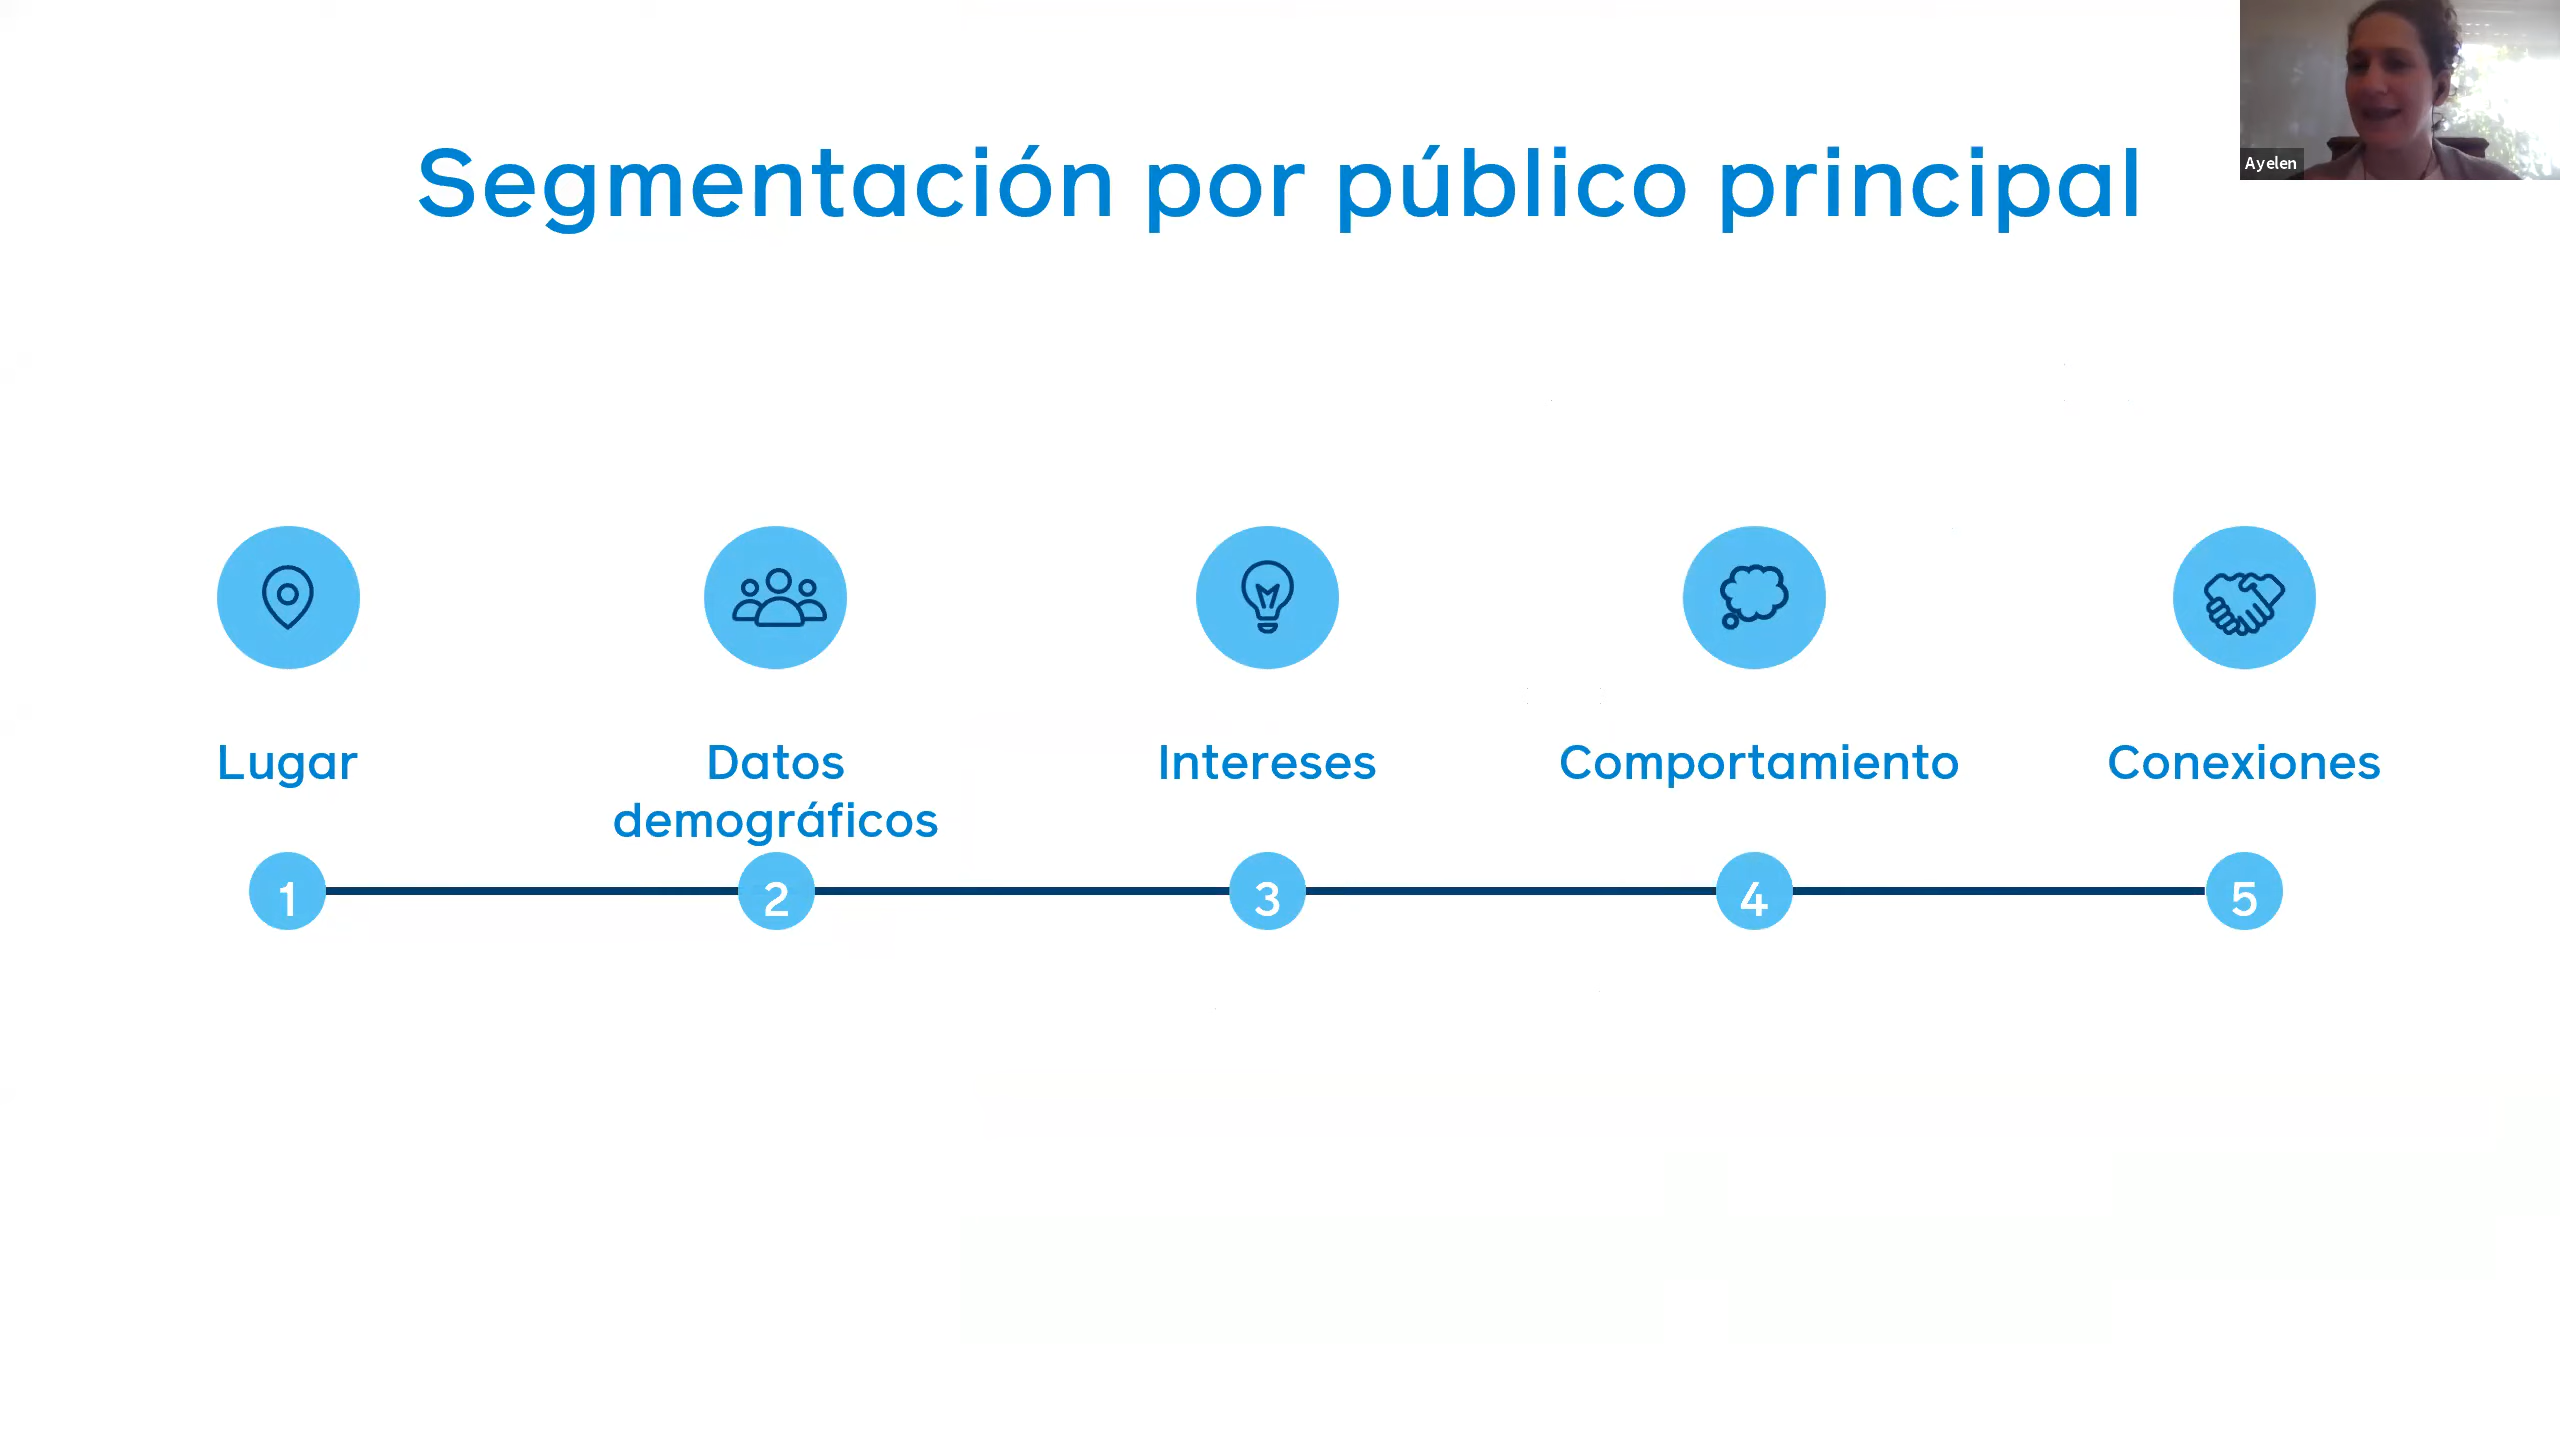 Ayelen
Segmentación por público principal
Lugar
Datos
demográficos
Intereses
Comportamiento
Conexiones
1
2
3
4
5